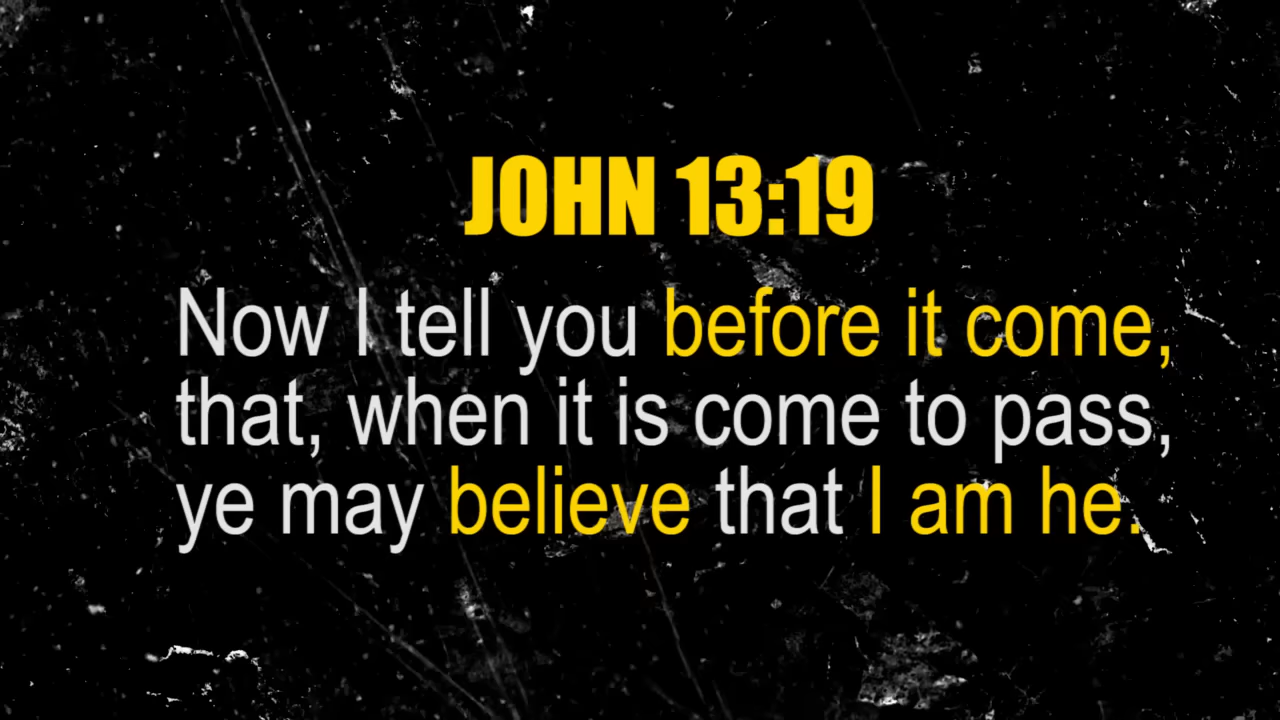 JOHN 13:19
Now I tell you before it come,
that, when it is come to pass,
ye may believe that I am he.